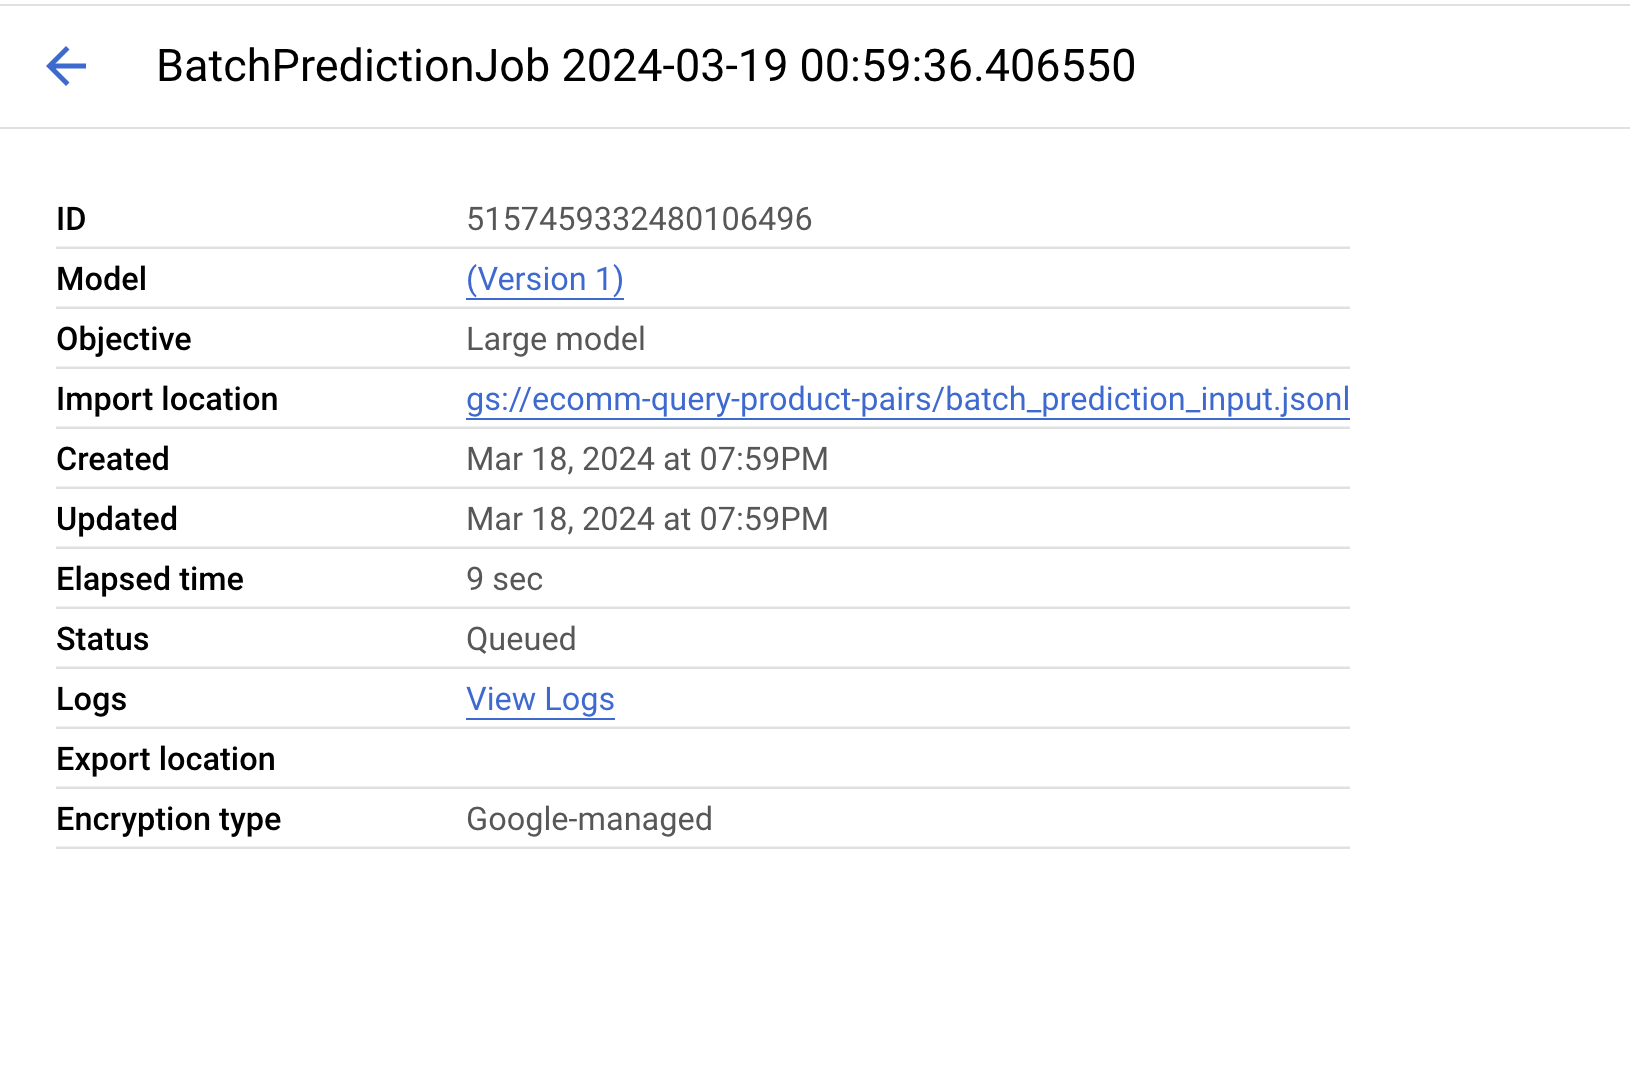 BatchPredictionJob 2024-03-19 00:59:36.406550
ID 5157459332480106496
Model (Version 1)
Objective Large model
Import location gs://ecomm-query-product-pairs/batch_prediction_input.jsonl
Created Mar 18, 2024 at 07:59PM
Updated Mar 18, 2024 at 07:59PM
Elapsed time 9 sec
Status Queued
Logs View Logs
Export location
Encryption type Google-managed